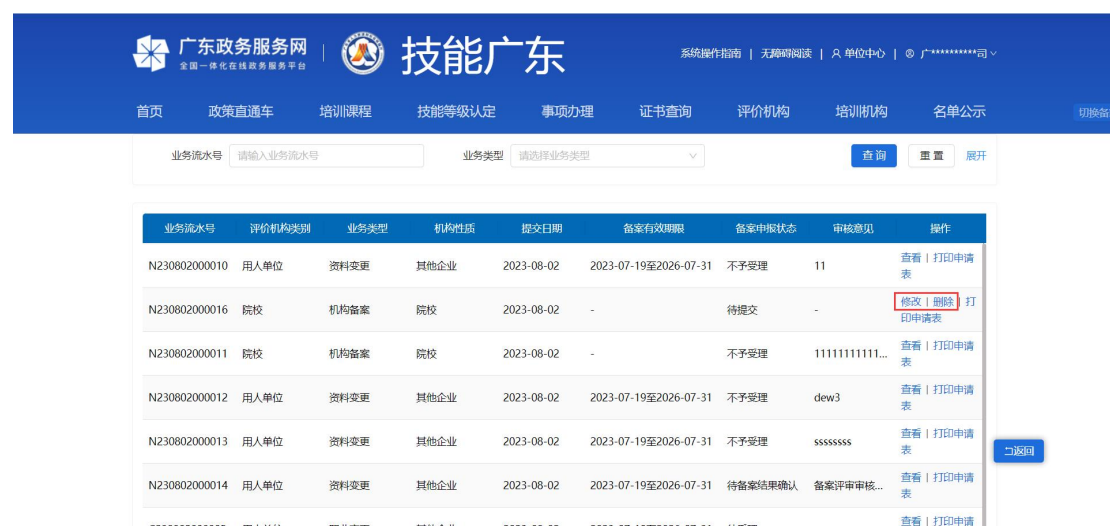 广东政务服务网
全国一体化在线政务服务平台
技能广东
系统操作指南 | 无障碍阅读 | 单位中心 | 广**********司
首页 政策直通车 培训课程 技能等级认定 事项办理 证书查询 评价机构 培训机构 名单公示 切换备
业务流水号 请输入业务流水号 业务类型 请选择业务类型 查询 重置 展开
业务流水号 评价机构类别 业务类型 机构性质 提交日期 备案有效期限 备案申报状态 审核意见 操作
N230802000010 用人单位 资料变更 其他企业 2023-08-02 2023-07-19至2026-07-31 不予受理 11 查看 | 打印申请
表
N230802000016 院校 机构备案 院校 2023-08-02 - 待提交 - 修改 | 删除 | 打
印申请表
N230802000011 院校 机构备案 院校 2023-08-02 - 不予受理 11111111111... 查看 | 打印申请
表
N230802000012 用人单位 资料变更 其他企业 2023-08-02 2023-07-19至2026-07-31 不予受理 dew3 查看 | 打印申请
表
N230802000013 用人单位 资料变更 其他企业 2023-08-02 2023-07-19至2026-07-31 不予受理 ssssssss 查看 | 打印申请
表
返回
N230802000014 用人单位 资料变更 其他企业 2023-08-02 2023-07-19至2026-07-31 待备案结果确认 备案评审审核... 查看 | 打印申请
表
查看 | 打印申请